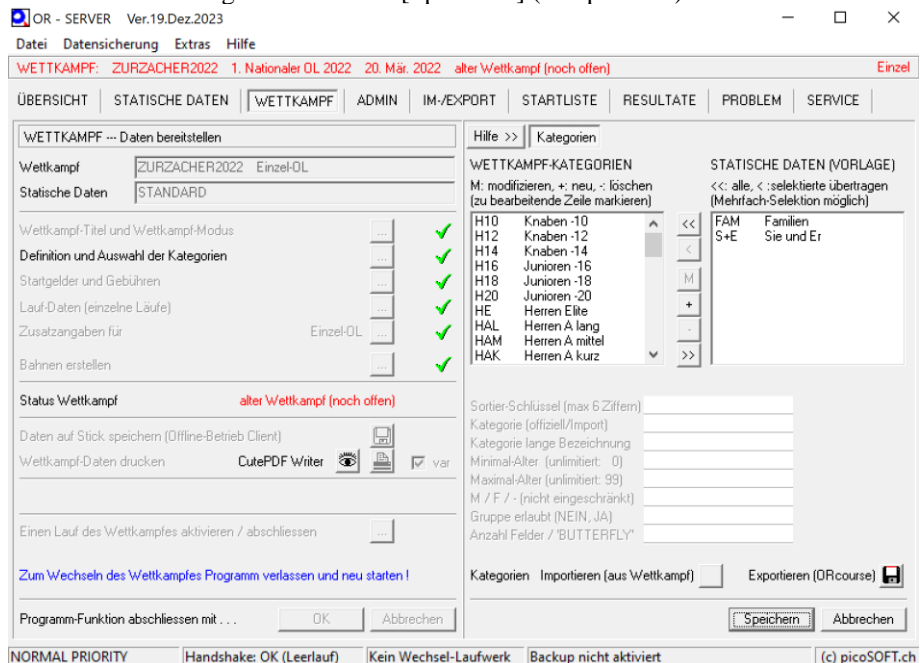 OR - SERVER Ver.19.Dez.2023
Datei Datensicherung Extras Hilfe
WETTKAMPF: ZURZACHER2022 1. Nationaler OL 2022 20. Mär. 2022 alter Wettkampf (noch offen) Einzel
ÜBERSICHT STATISCHE DATEN WETTKAMPF ADMIN IM-/EXPORT STARTLISTE RESULTATE PROBLEM SERVICE
WETTKAMPF --- Daten bereitstellen
Wettkampf ZURZACHER2022 Einzel-OL
Statische Daten STANDARD
Wettkampf-Titel und Wettkampf-Modus ...
Definition und Auswahl der Kategorien ...
Startgelder und Gebühren ...
Lauf-Daten (einzelne Läufe) ...
Zusatzangaben für Einzel-OL ...
Bahnen erstellen ...
Status Wettkampf alter Wettkampf (noch offen)
Daten auf Stick speichern (Offline-Betrieb Client)
Wettkampf-Daten drucken CutePDF Writer var
Einen Lauf des Wettkampfes aktivieren / abschliessen ...
Zum Wechseln des Wettkampfes Programm verlassen und neu starten !
Programm-Funktion abschliessen mit . . . OK Abbrechen
Hilfe >> Kategorien
WETTKAMPF-KATEGORIEN
M: modifizieren, +: neu, -: löschen
(zu bearbeitende Zeile markieren)
H10 Knaben -10
H12 Knaben -12
H14 Knaben -14
H16 Junioren -16
H18 Junioren -18
H20 Junioren -20
HE Herren Elite
HAL Herren A lang
HAM Herren A mittel
HAK Herren A kurz
<<
<
M
+
-
>>
STATISCHE DATEN (VORLAGE)
<<: alle, < :selektierte übertragen
(Mehrfach-Selektion möglich)
FAM Familien
S+E Sie und Er
Sortier-Schlüssel (max 6 Ziffern)
Kategorie (offiziell/Import)
Kategorie lange Bezeichnung
Minimal-Alter (unlimitiert: 0)
Maximal-Alter (unlimitiert: 99)
M / F / - (nicht eingeschränkt)
Gruppe erlaubt (NEIN, JA)
Anzahl Felder / 'BUTTERFLY'
Kategorien Importieren (aus Wettkampf) Exportieren (ORcourse)
Speichern Abbrechen
NORMAL PRIORITY Handshake: OK (Leerlauf) Kein Wechsel-Laufwerk Backup nicht aktiviert (c) picoSOFT.ch